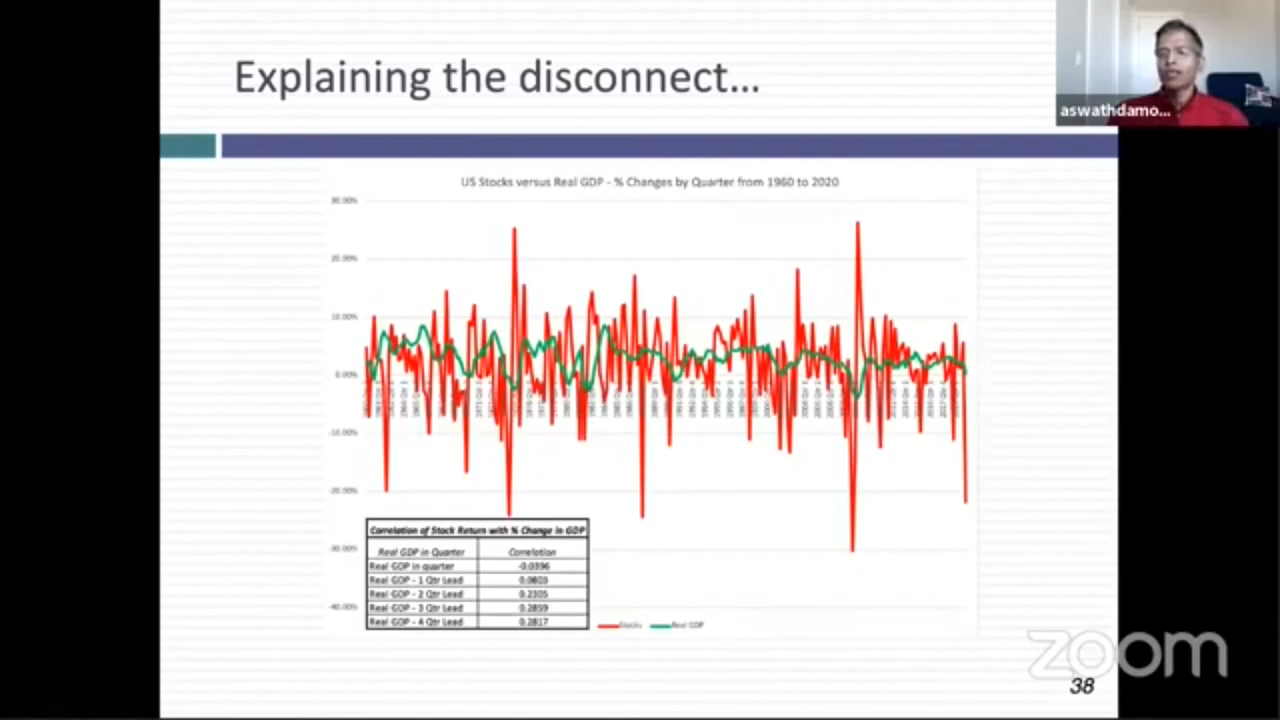 Explaining the disconnect...
aswathdamo...
US Stocks versus Real GDP - % Changes by Quarter from 1960 to 2020
30.00%
20.00%
10.00%
0.00%
-10.00%
-20.00%
-30.00%
-40.00%
Correlation of Stock Return with % Change in GDP
Real GDP in Quarter Correlation
Real GDP in quarter -0.0396
Real GDP - 1 Qtr Lead 0.0803
Real GDP - 2 Qtr Lead 0.2305
Real GDP - 3 Qtr Lead 0.2859
Real GDP - 4 Qtr Lead 0.2817
Stocks Real GDP
zoom
38